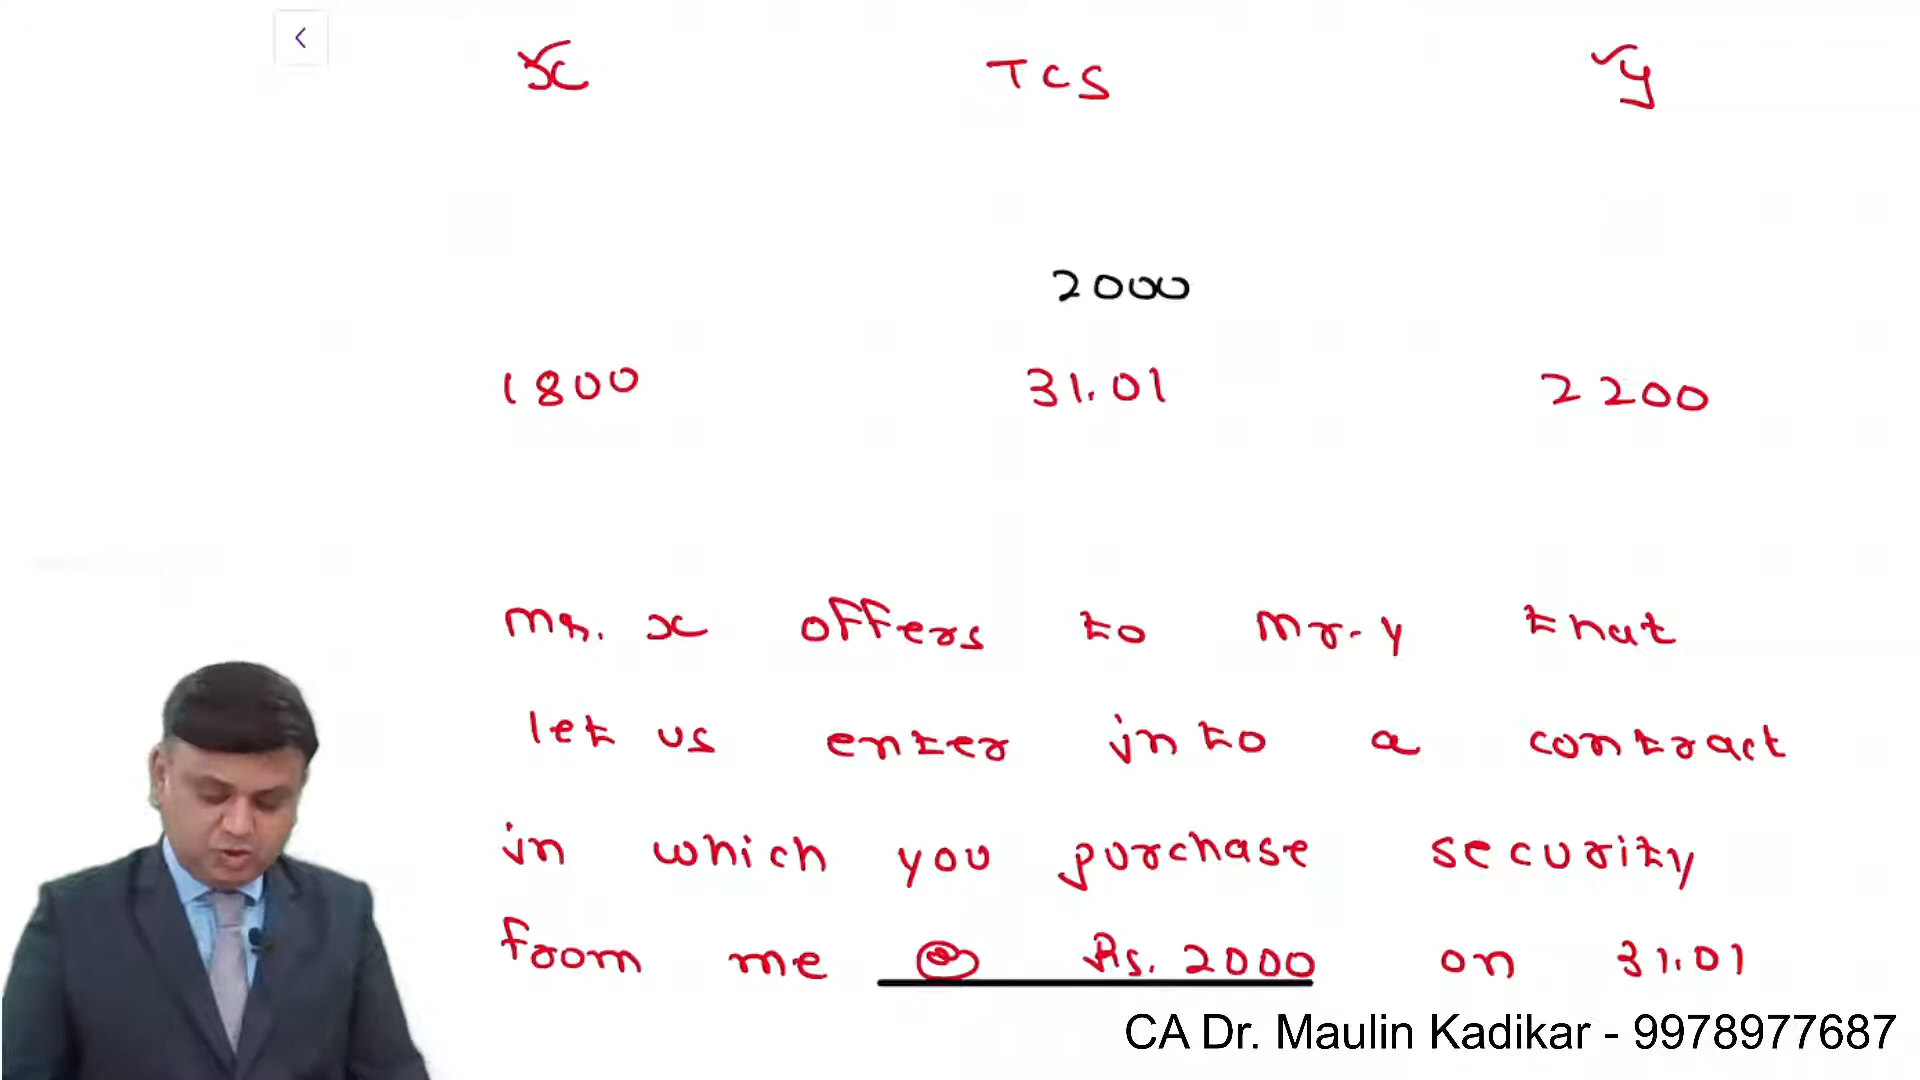 x TCS y
2000
1800 31.01 2200
Mr. x offers to Mr. y that
let us enter into a contract
in which you purchase security
from me @ Rs. 2000 on 31.01
CA Dr. Maulin Kadikar - 9978977687